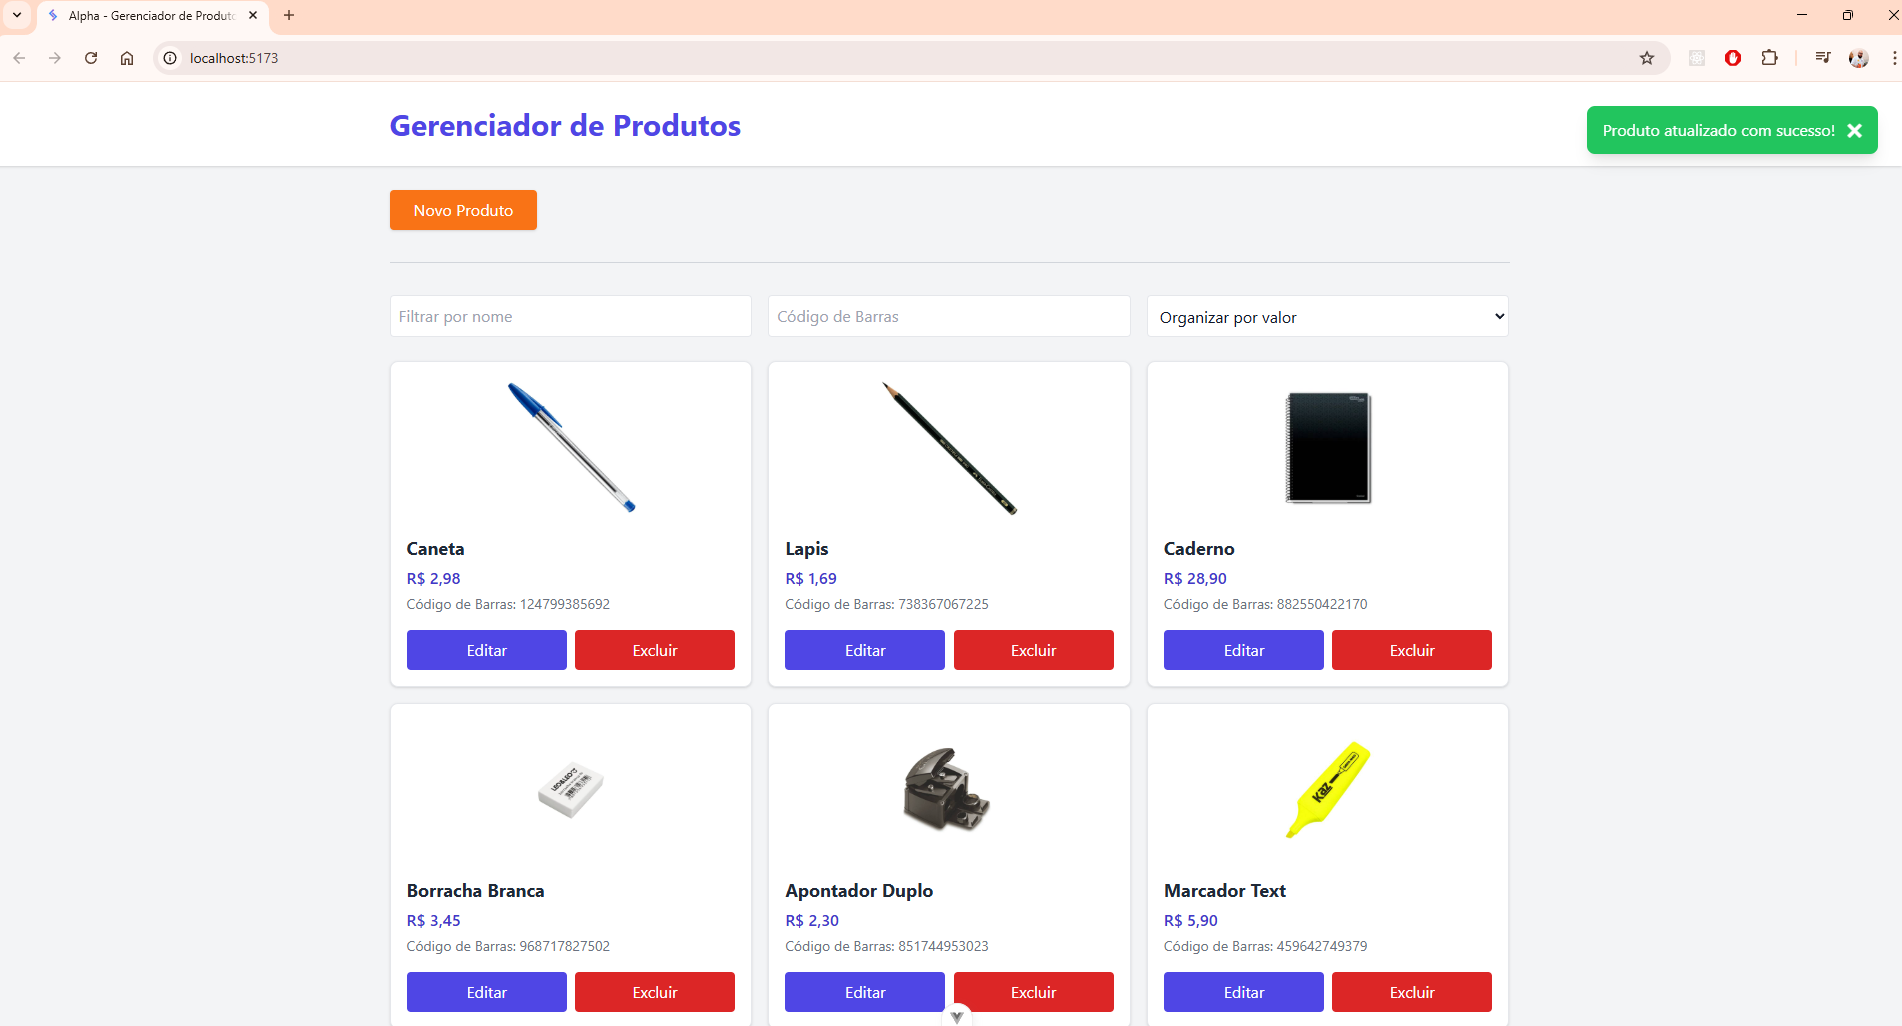 Alpha - Gerenciador de Produto
localhost:5173
Gerenciador de Produtos
Produto atualizado com sucesso!
Novo Produto
Filtrar por nome
Código de Barras
Organizar por valor
Caneta
R$ 2,98
Código de Barras: 124799385692
Editar
Excluir
Lapis
R$ 1,69
Código de Barras: 738367067225
Editar
Excluir
Caderno
R$ 28,90
Código de Barras: 882550422170
Editar
Excluir
LEO&LEO
Borracha Branca
R$ 3,45
Código de Barras: 968717827502
Editar
Excluir
Apontador Duplo
R$ 2,30
Código de Barras: 851744953023
Editar
Excluir
Kaz
Marcador Text
R$ 5,90
Código de Barras: 459642749379
Editar
Excluir